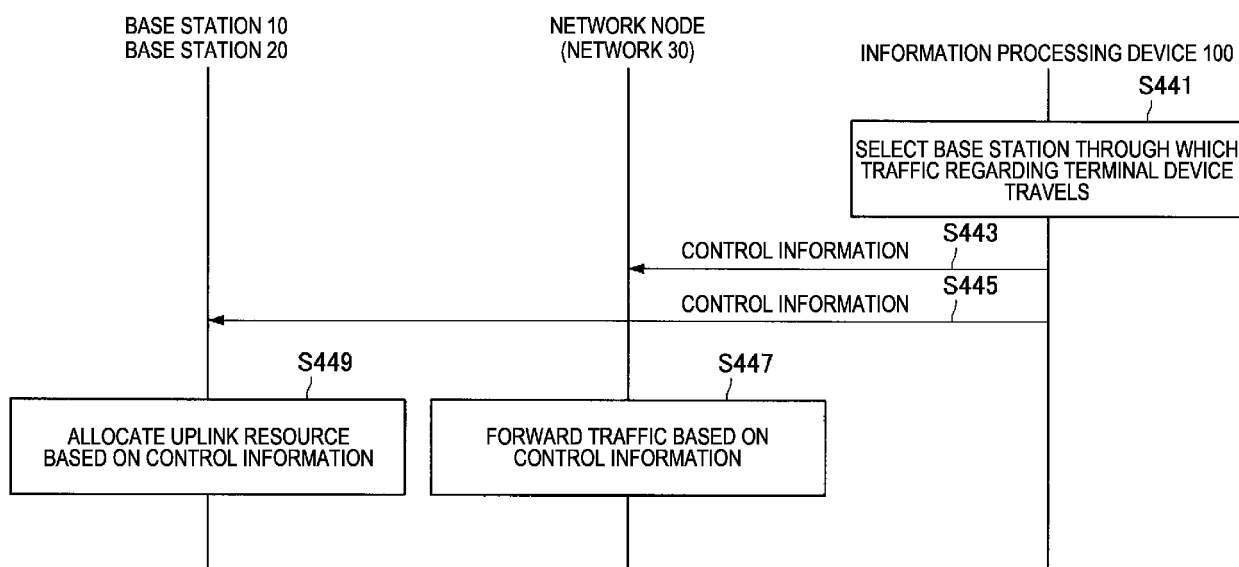 BASE STATION 10
BASE STATION 20
NETWORK NODE
(NETWORK 30)
INFORMATION PROCESSING DEVICE 100
S441
SELECT BASE STATION THROUGH WHICH
TRAFFIC REGARDING TERMINAL DEVICE
TRAVELS
CONTROL INFORMATION
S443
CONTROL INFORMATION
S445
S449
ALLOCATE UPLINK RESOURCE
BASED ON CONTROL INFORMATION
S447
FORWARD TRAFFIC BASED ON
CONTROL INFORMATION